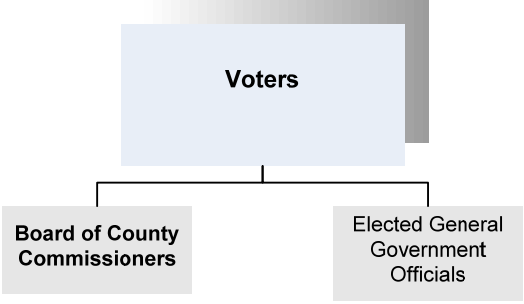 Voters
Board of County
Commissioners
Elected General
Government
Officials